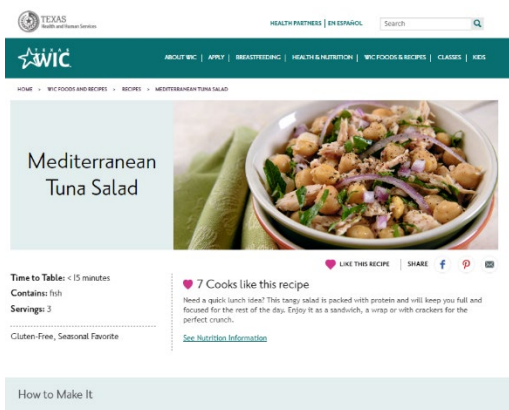 TEXAS
Health and Human Services
HEALTH PARTNERS | EN ESPAÑOL
Search
TEXAS
WIC
ABOUT WIC | APPLY | BREASTFEEDING | HEALTH & NUTRITION | WIC FOODS & RECIPES | CLASSES | KIDS
HOME • WIC FOODS AND RECIPES • RECIPES • MEDITERRANEAN TUNA SALAD
Mediterranean
Tuna Salad
LIKE THIS RECIPE | SHARE
Time to Table: < 15 minutes
Contains: fish
Servings: 3
Gluten-Free, Seasonal Favorite
7 Cooks like this recipe
Need a quick lunch idea? This tangy salad is packed with protein and will keep you full and
focused for the rest of the day. Enjoy it as a sandwich, a wrap or with crackers for the
perfect crunch.
See Nutrition Information
How to Make It